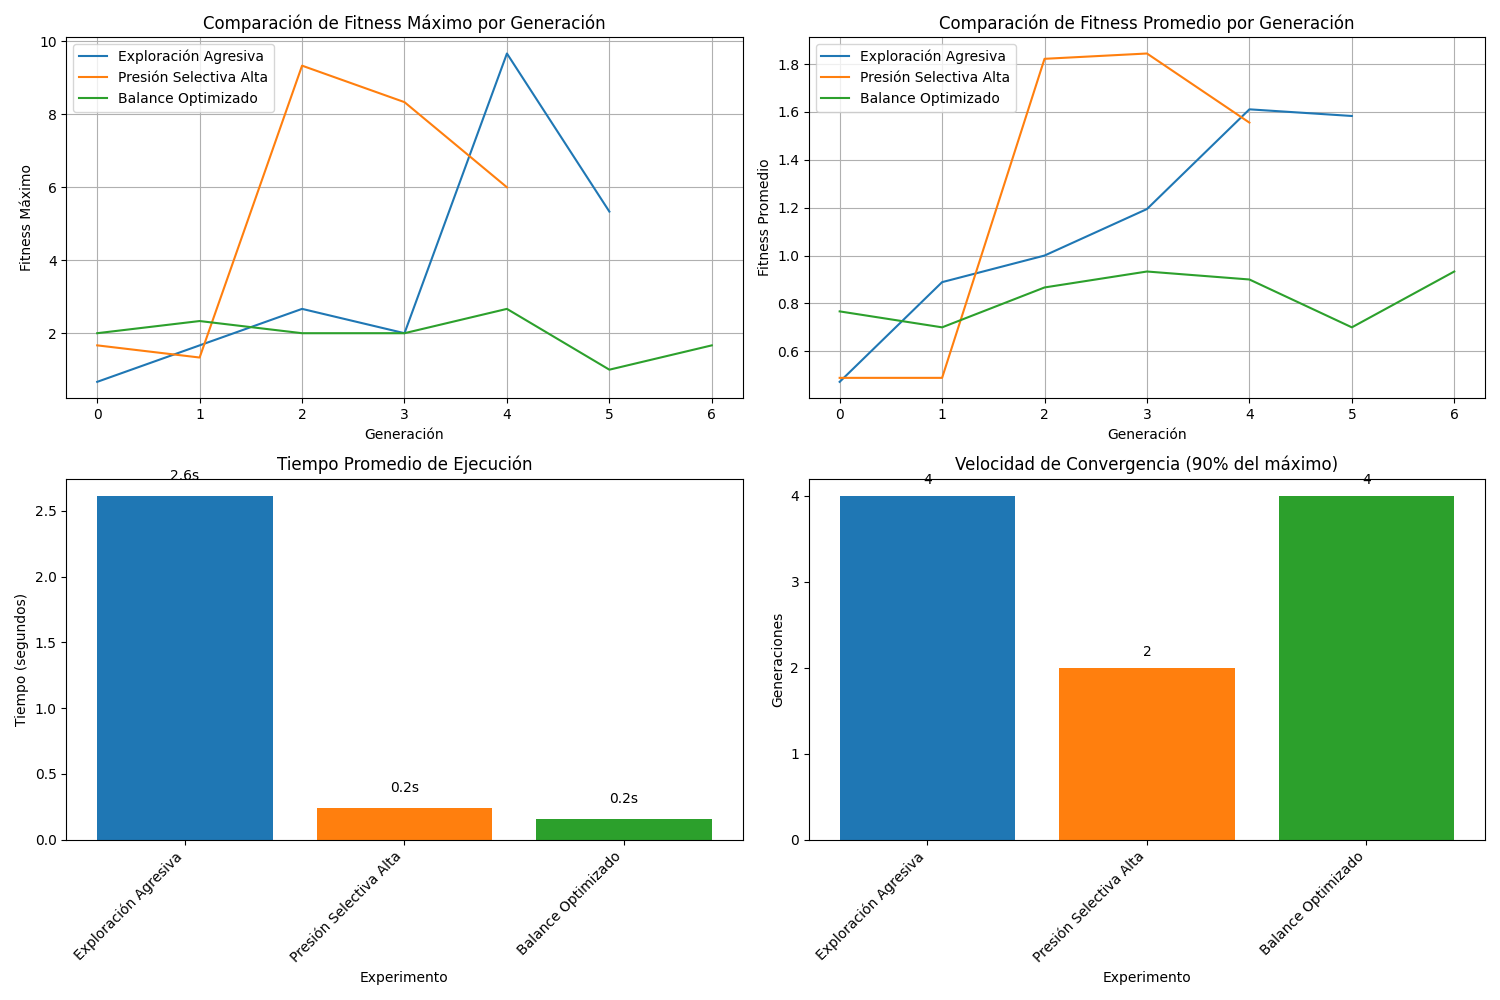 Comparación de Fitness Máximo por Generación
10
8
6
4
2
Fitness Máximo
Exploración Agresiva
Presión Selectiva Alta
Balance Optimizado
0 1 2 3 4 5 6
Generación
Comparación de Fitness Promedio por Generación
1.8
1.6
1.4
1.2
1.0
0.8
0.6
Fitness Promedio
Exploración Agresiva
Presión Selectiva Alta
Balance Optimizado
0 1 2 3 4 5 6
Generación
Tiempo Promedio de Ejecución
2.5
2.0
1.5
1.0
0.5
0.0
Tiempo (segundos)
2.6s
0.2s
0.2s
Exploración Agresiva
Presión Selectiva Alta
Balance Optimizado
Experimento
Velocidad de Convergencia (90% del máximo)
4
3
2
1
0
Generaciones
4
2
4
Exploración Agresiva
Presión Selectiva Alta
Balance Optimizado
Experimento